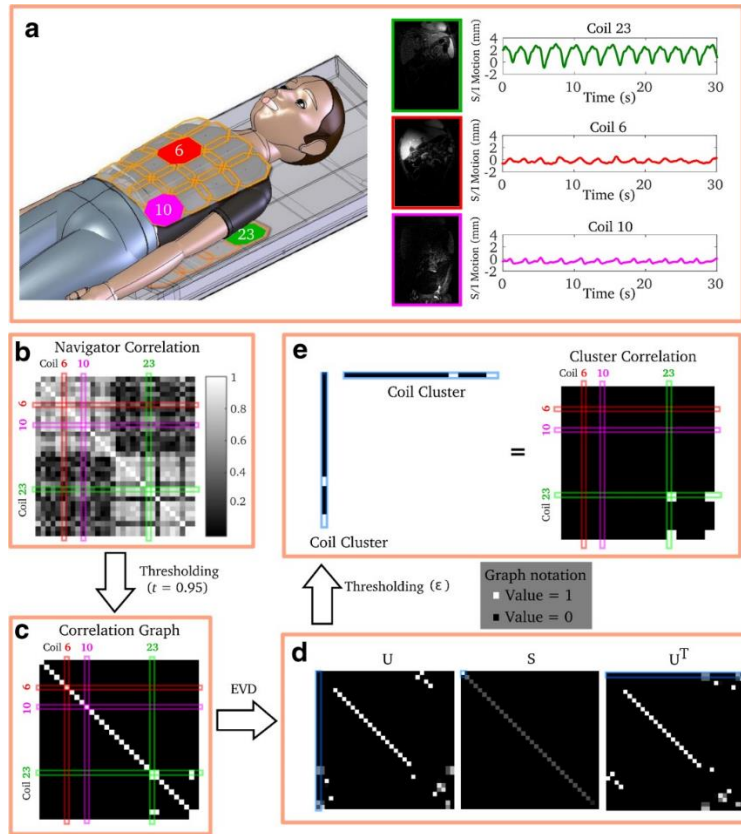 a
6
10
23
Coil 23
S/I Motion (mm)
4
2
0
-2
0 10 20 30
Time (s)
Coil 6
S/I Motion (mm)
4
2
0
-2
0 10 20 30
Time (s)
Coil 10
S/I Motion (mm)
4
2
0
-2
0 10 20 30
Time (s)
b
Navigator Correlation
Coil 6 10 23
6
10
Coil 23
1
0.8
0.6
0.4
0.2
Thresholding
(t = 0.95)
c
Correlation Graph
Coil 6 10 23
6
10
Coil 23
EVD
d
U
S
Uᵀ
Thresholding (ε)
Graph notation
Value = 1
Value = 0
e
Coil Cluster
Coil Cluster
=
Cluster Correlation
Coil 6 10 23
6
10
Coil 23